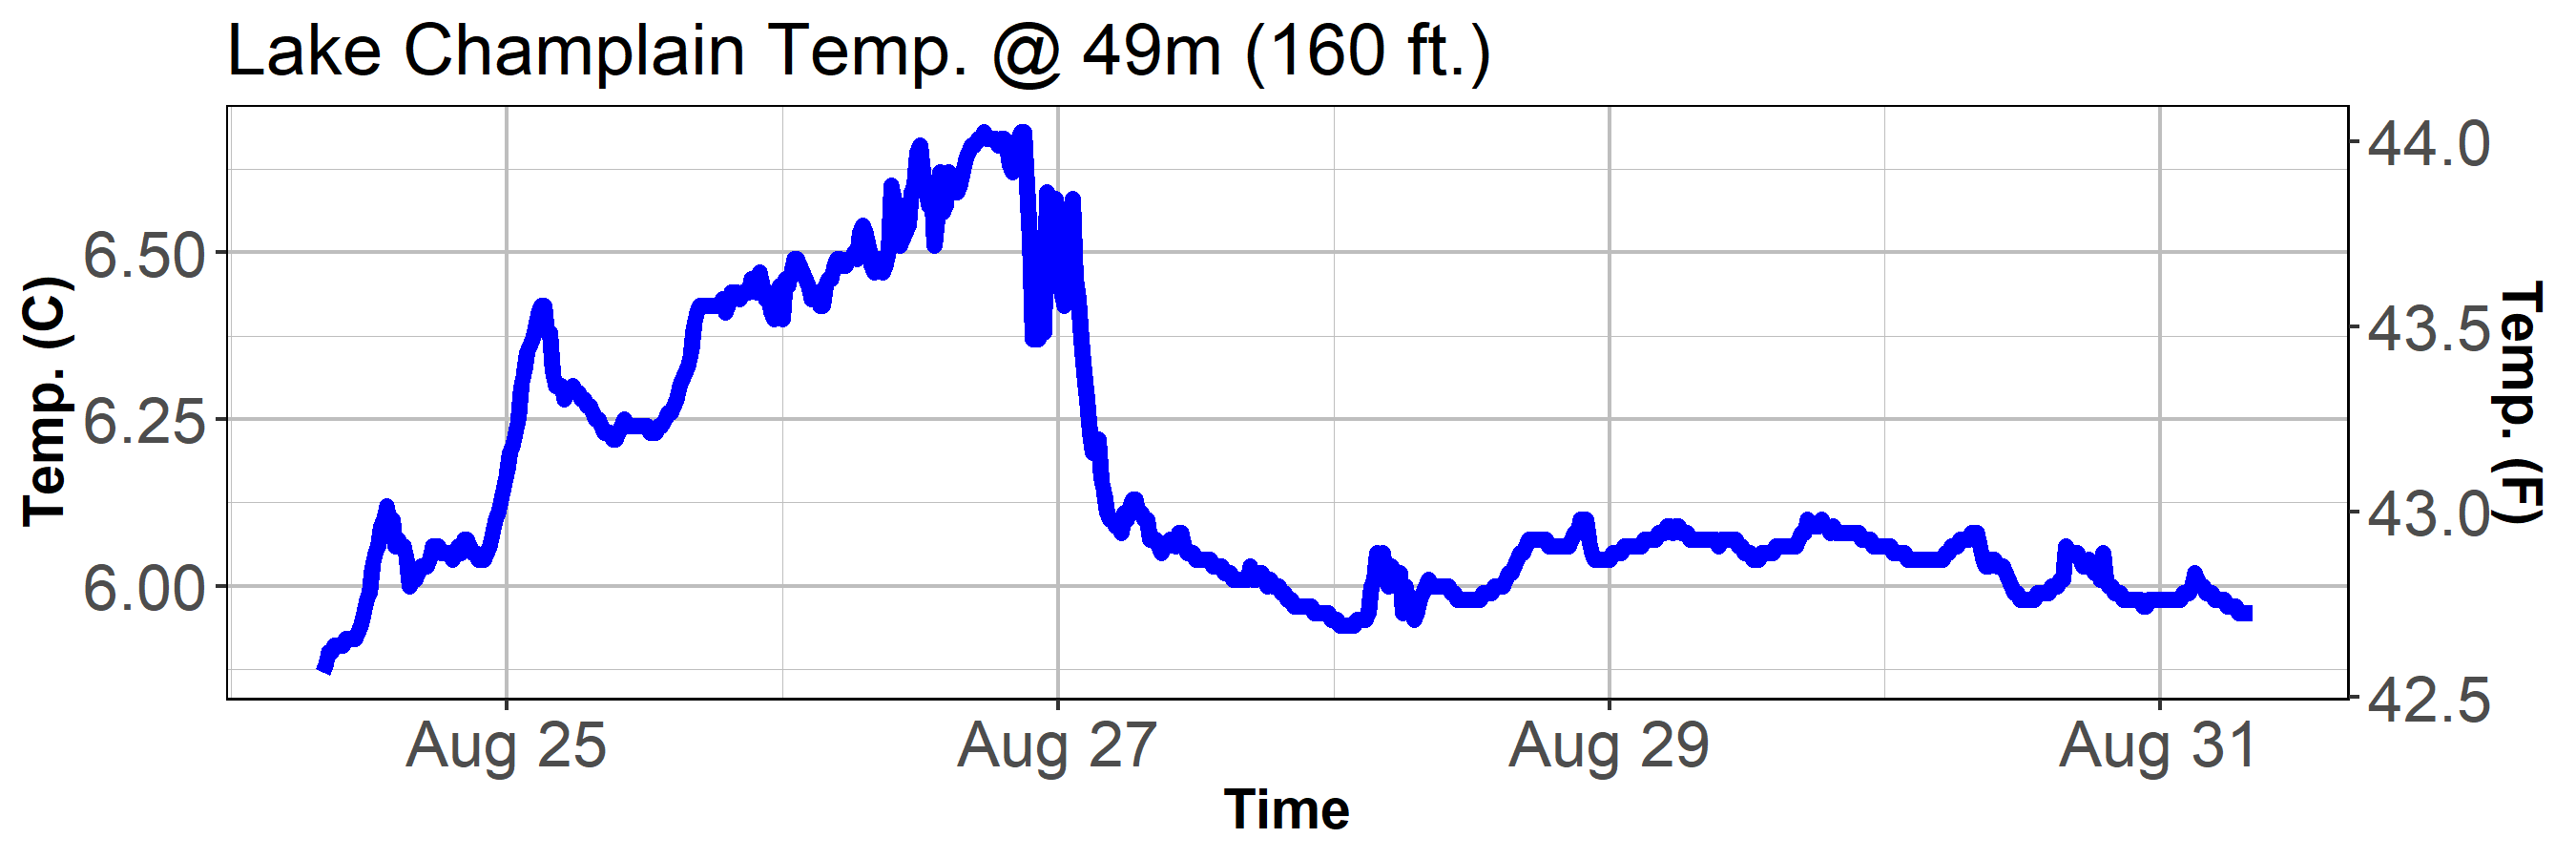 Lake Champlain Temp. @ 49m (160 ft.)
Temp. (C)
6.50
6.25
6.00
44.0
43.5
43.0
42.5
Temp. (F)
Aug 25 Aug 27 Aug 29 Aug 31
Time